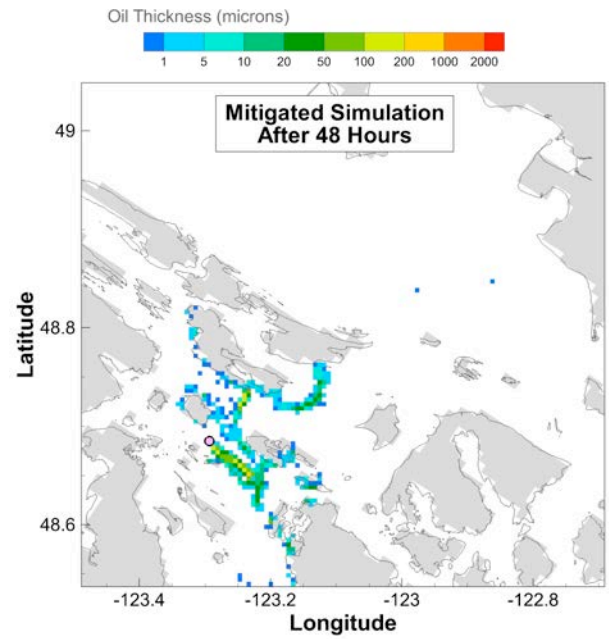 Oil Thickness (microns)
1 5 10 20 50 100 200 1000 2000
Mitigated Simulation
After 48 Hours
49
48.8
48.6
Latitude
-123.4 -123.2 -123 -122.8
Longitude